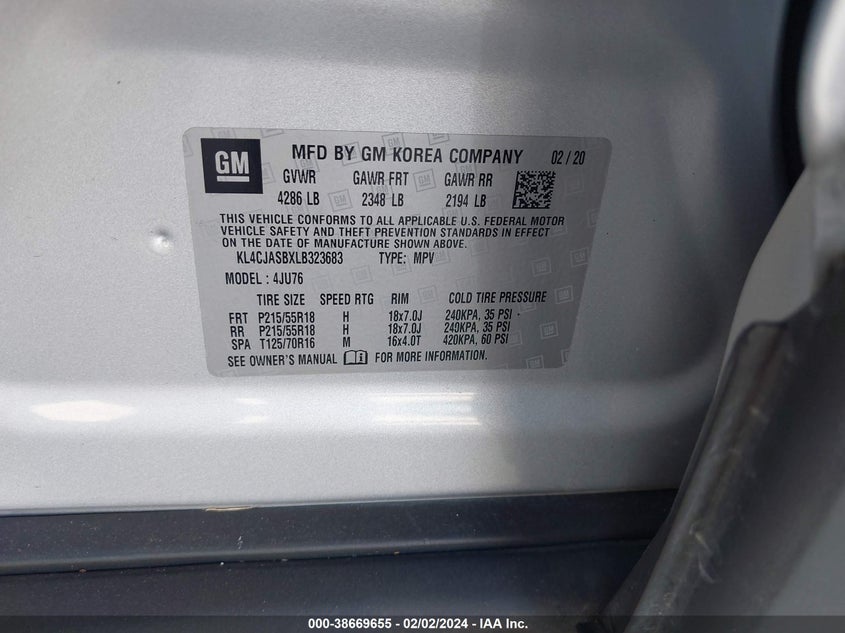 GM MFD BY GM KOREA COMPANY 02 / 20
GVWR GAWR FRT GAWR RR
4286 LB 2348 LB 2194 LB
THIS VEHICLE CONFORMS TO ALL APPLICABLE U.S. FEDERAL MOTOR
VEHICLE SAFETY AND THEFT PREVENTION STANDARDS IN EFFECT
ON THE DATE OF MANUFACTURE SHOWN ABOVE.
KL4CJASBXLB323683 TYPE: MPV
MODEL : 4JU76
TIRE SIZE SPEED RTG RIM COLD TIRE PRESSURE
FRT P215/55R18 H 18x7.0J 240KPA, 35 PSI
RR P215/55R18 H 18x7.0J 240KPA, 35 PSI
SPA T125/70R16 M 16x4.0T 420KPA, 60 PSI
SEE OWNER'S MANUAL FOR MORE INFORMATION.
000-38669655 - 02/02/2024 - IAA Inc.